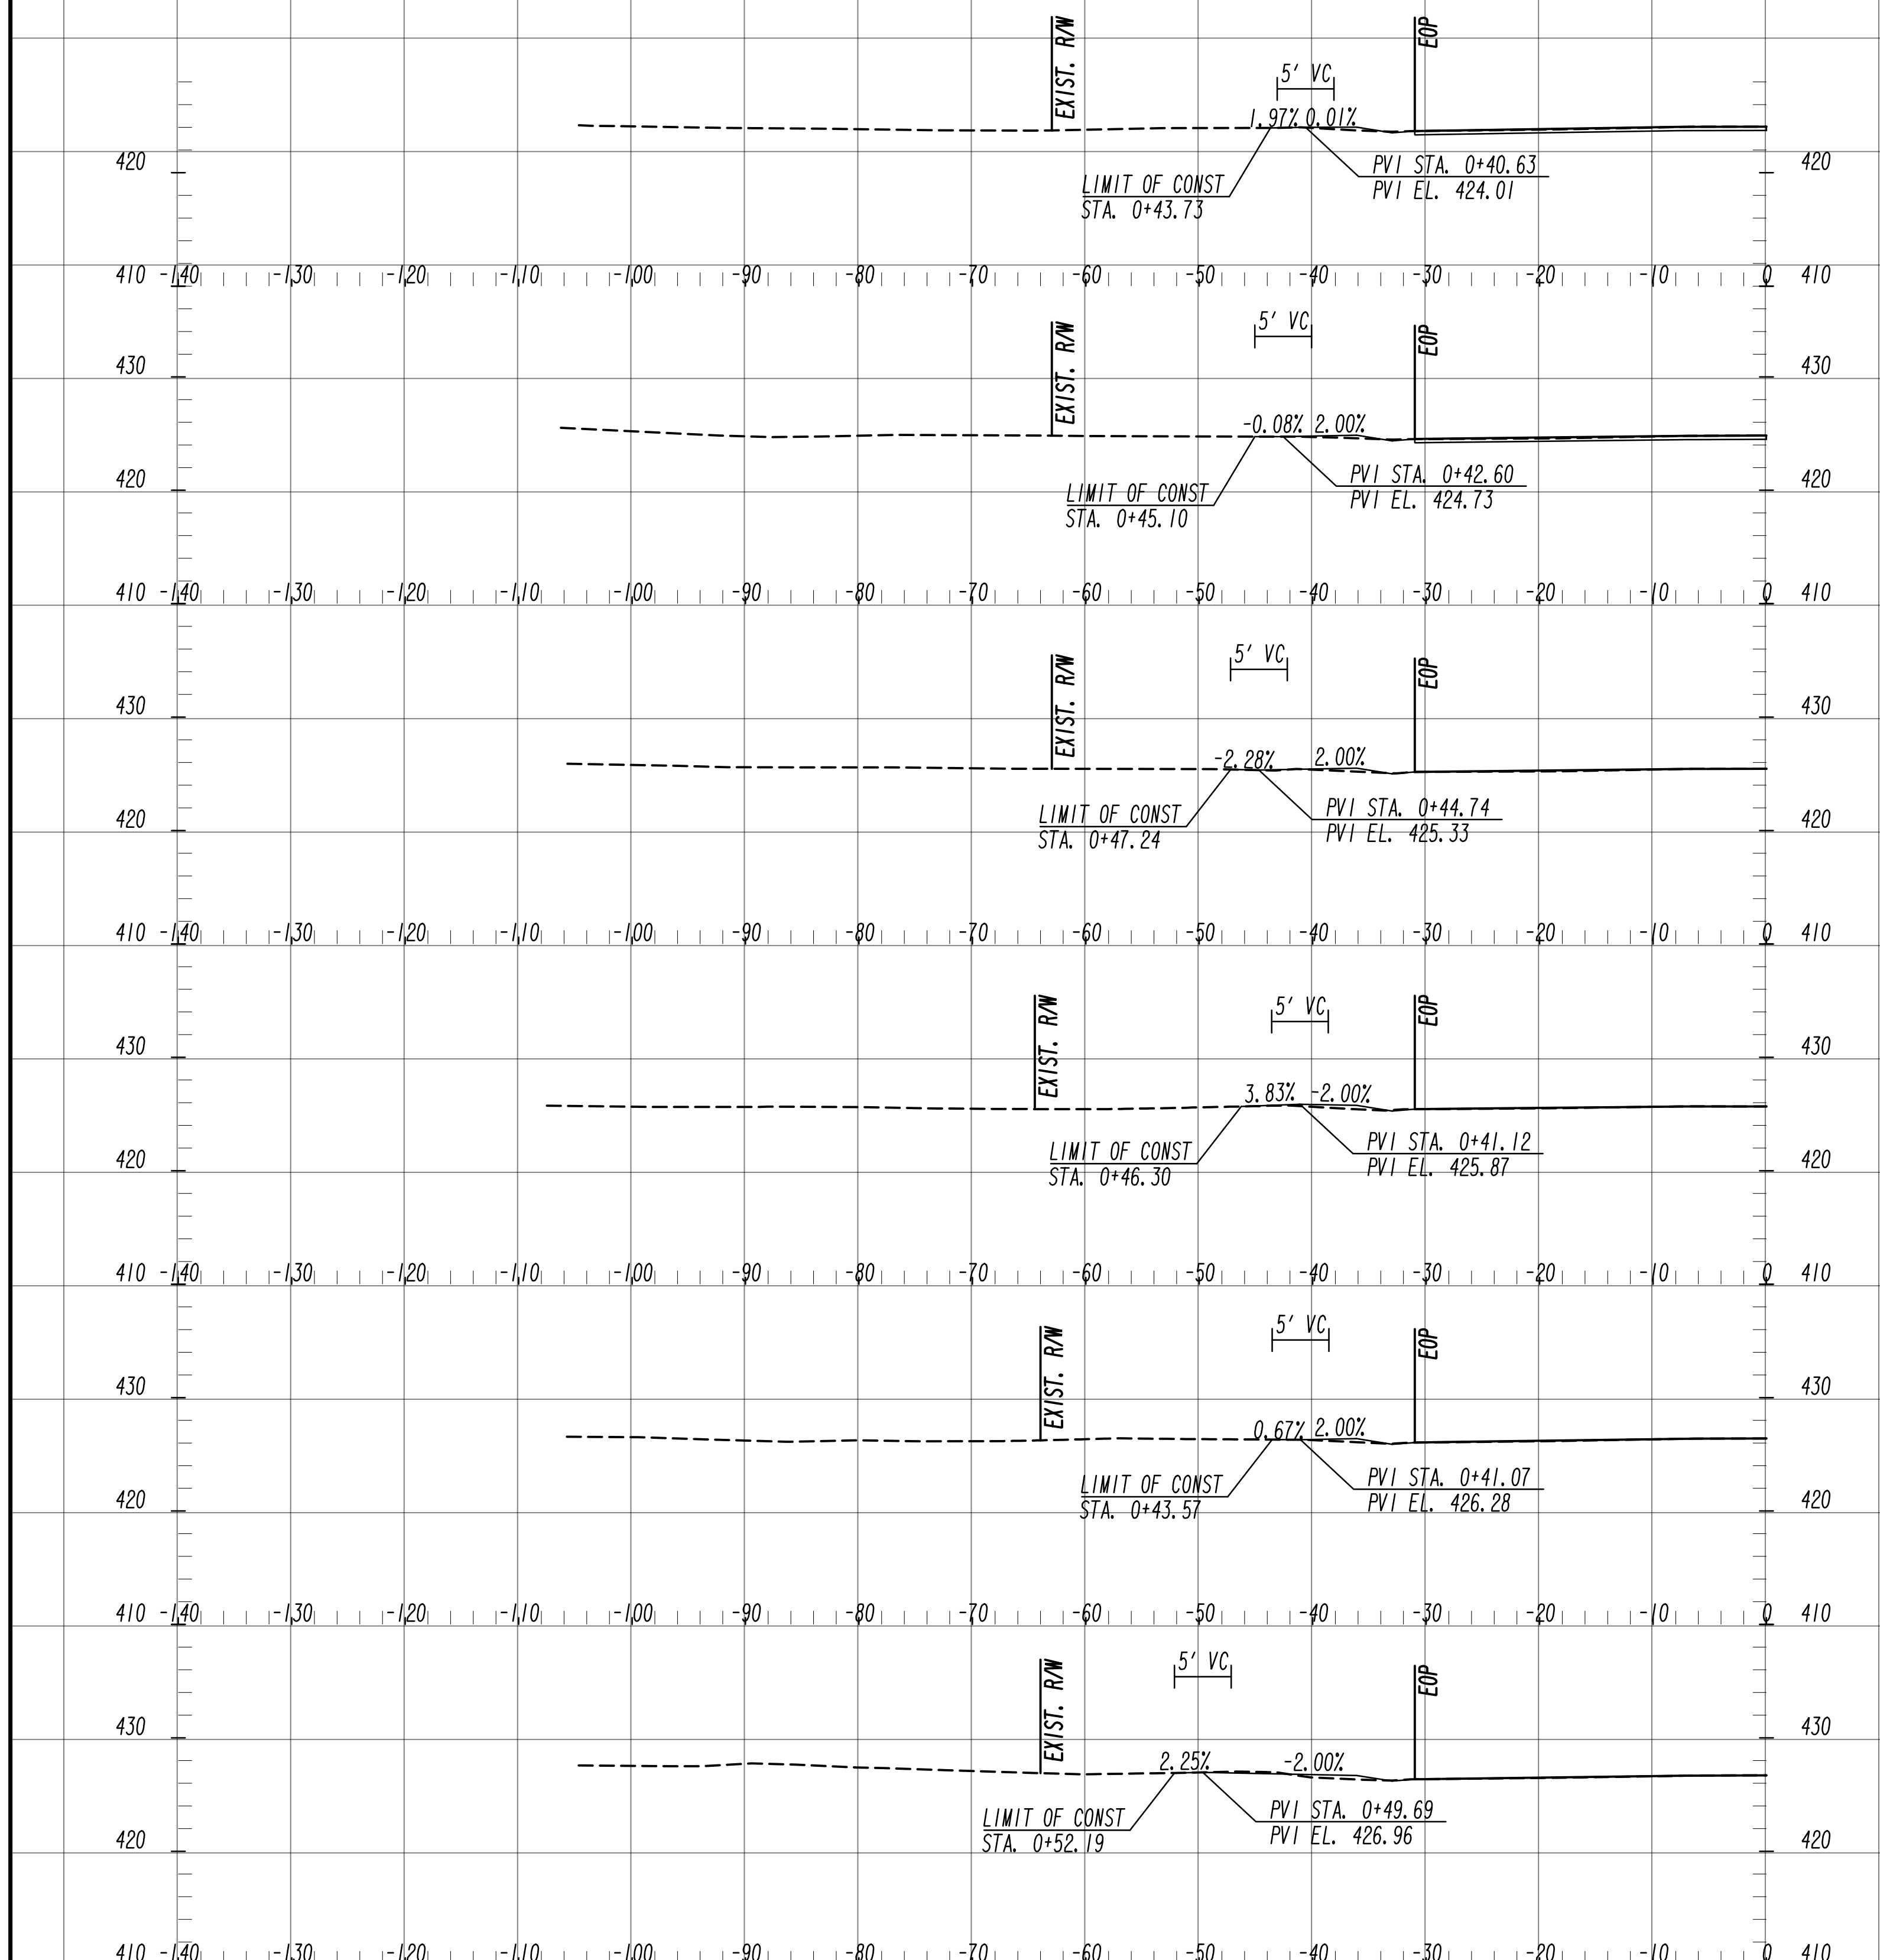 EXIST. R/W
EOP
5' VC
1.97% 0.01%
420
PVI STA. 0+40.63
PVI EL. 424.01
LIMIT OF CONST
STA. 0+43.73
420
410 -140 -130 -120 -110 -100 -90 -80 -70 -60 -50 -40 -30 -20 -10 0 410
EXIST. R/W
EOP
5' VC
430
430
-0.08% 2.00%
420
PVI STA. 0+42.60
PVI EL. 424.73
LIMIT OF CONST
STA. 0+45.10
420
410 -140 -130 -120 -110 -100 -90 -80 -70 -60 -50 -40 -30 -20 -10 0 410
EXIST. R/W
EOP
5' VC
430
430
-2.28% 2.00%
420
PVI STA. 0+44.74
PVI EL. 425.33
LIMIT OF CONST
STA. 0+47.24
420
410 -140 -130 -120 -110 -100 -90 -80 -70 -60 -50 -40 -30 -20 -10 0 410
EXIST. R/W
EOP
5' VC
430
430
3.83% -2.00%
420
PVI STA. 0+41.12
PVI EL. 425.87
LIMIT OF CONST
STA. 0+46.30
420
410 -140 -130 -120 -110 -100 -90 -80 -70 -60 -50 -40 -30 -20 -10 0 410
EXIST. R/W
EOP
5' VC
430
430
0.67% 2.00%
420
PVI STA. 0+41.07
PVI EL. 426.28
LIMIT OF CONST
STA. 0+43.57
420
410 -140 -130 -120 -110 -100 -90 -80 -70 -60 -50 -40 -30 -20 -10 0 410
EXIST. R/W
EOP
5' VC
430
430
2.25% -2.00%
420
PVI STA. 0+49.69
PVI EL. 426.96
LIMIT OF CONST
STA. 0+52.19
420
410 -140 -130 -120 -110 -100 -90 -80 -70 -60 -50 -40 -30 -20 -10 0 410